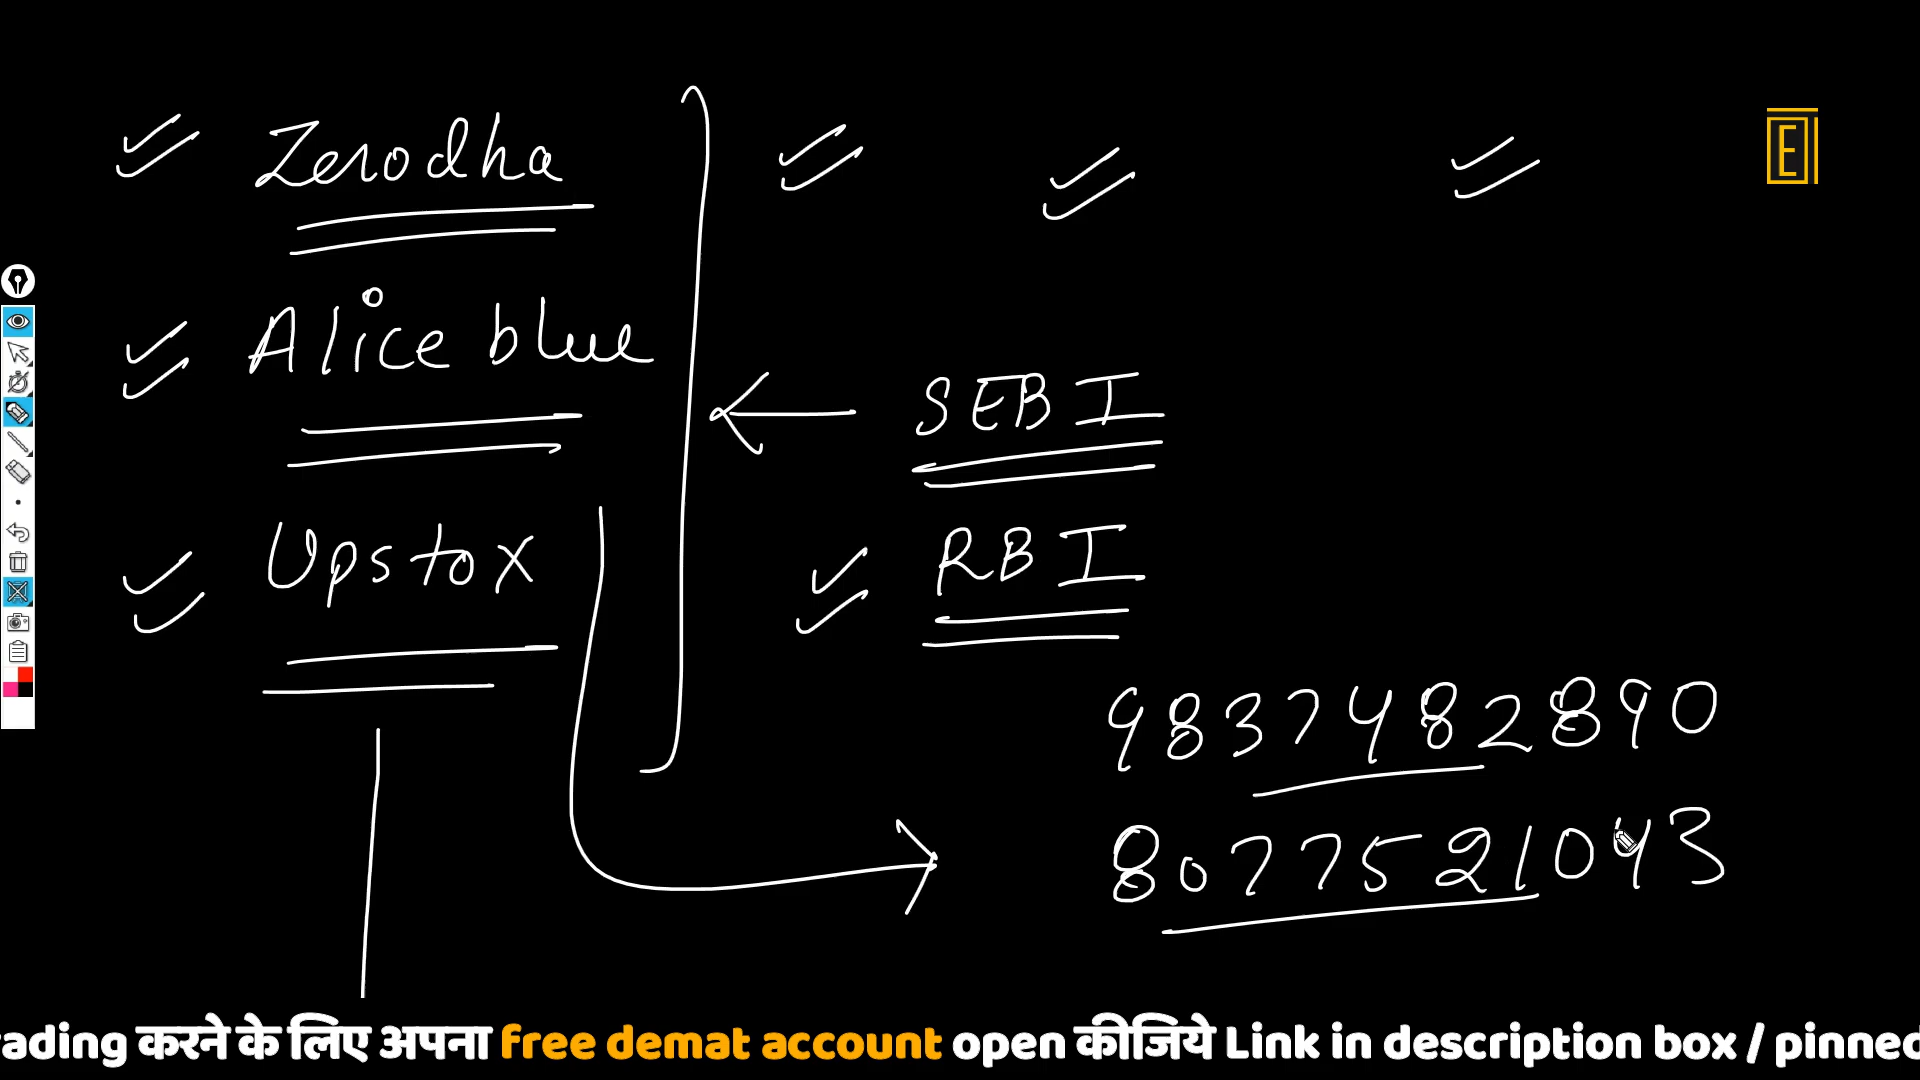 Zerodha
E
Alice blue
SEBI
Upstox
RBI
9837482890
8077521043
rading करने के लिए अपना free demat account open कीजिये Link in description box / pinned